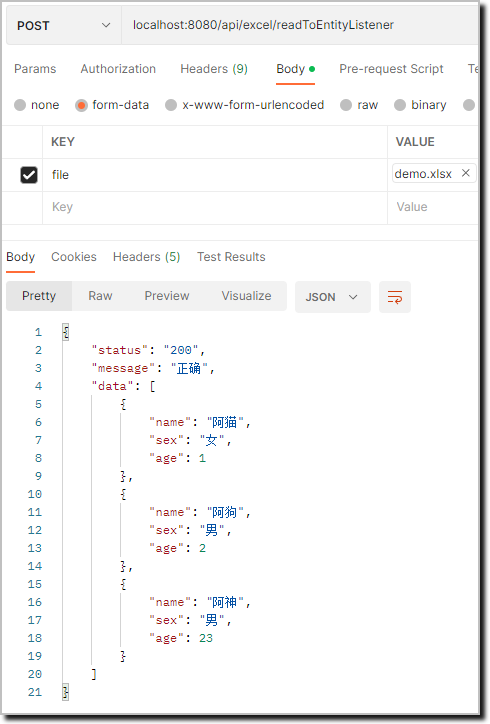 POST localhost:8080/api/excel/readToEntityListener
Params Authorization Headers (9) Body Pre-request Script
none form-data x-www-form-urlencoded raw binary
KEY VALUE
file demo.xlsx
Key Value
Body Cookies Headers (5) Test Results
Pretty Raw Preview Visualize JSON
1 {
2 "status": "200",
3 "message": "正确",
4 "data": [
5 {
6 "name": "阿猫",
7 "sex": "女",
8 "age": 1
9 },
10 {
11 "name": "阿狗",
12 "sex": "男",
13 "age": 2
14 },
15 {
16 "name": "阿神",
17 "sex": "男",
18 "age": 23
19 }
20 ]
21 }